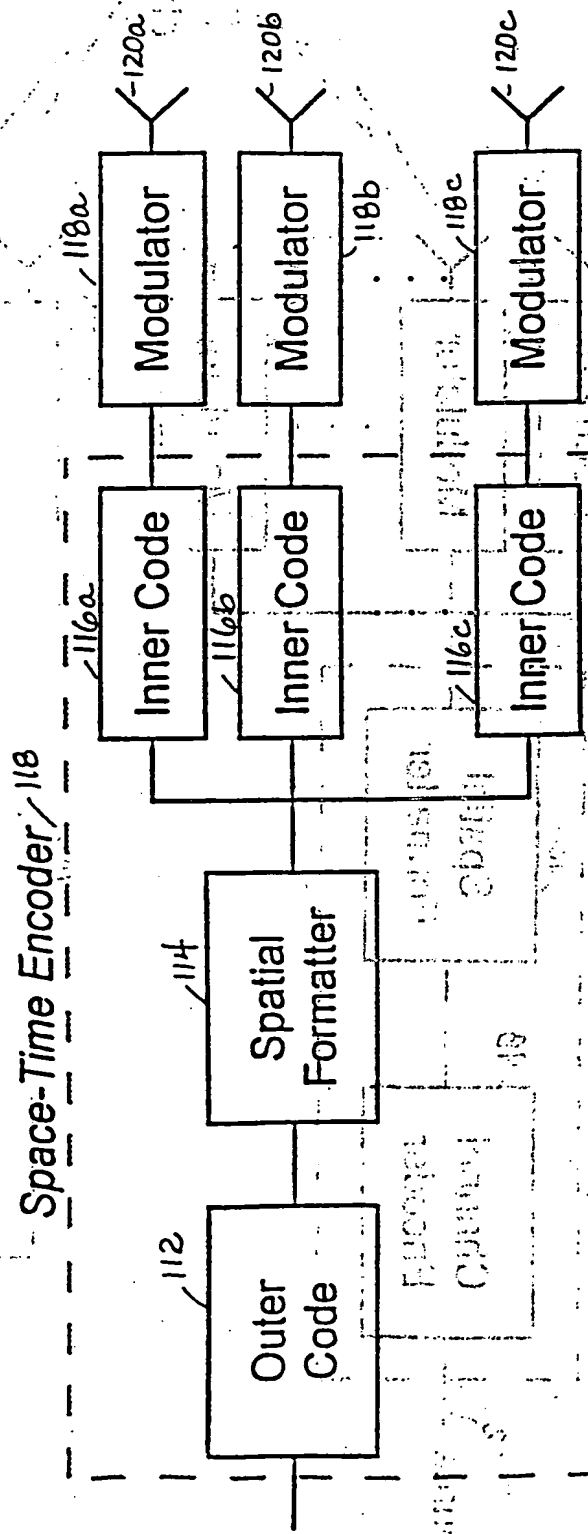 Space-Time Encoder 118
112
Outer
Code
114
Spatial
Formatter
116a
Inner Code
116b
Inner Code
116c
Inner Code
118a
Modulator
118b
Modulator
118c
Modulator
120a
120b
120c